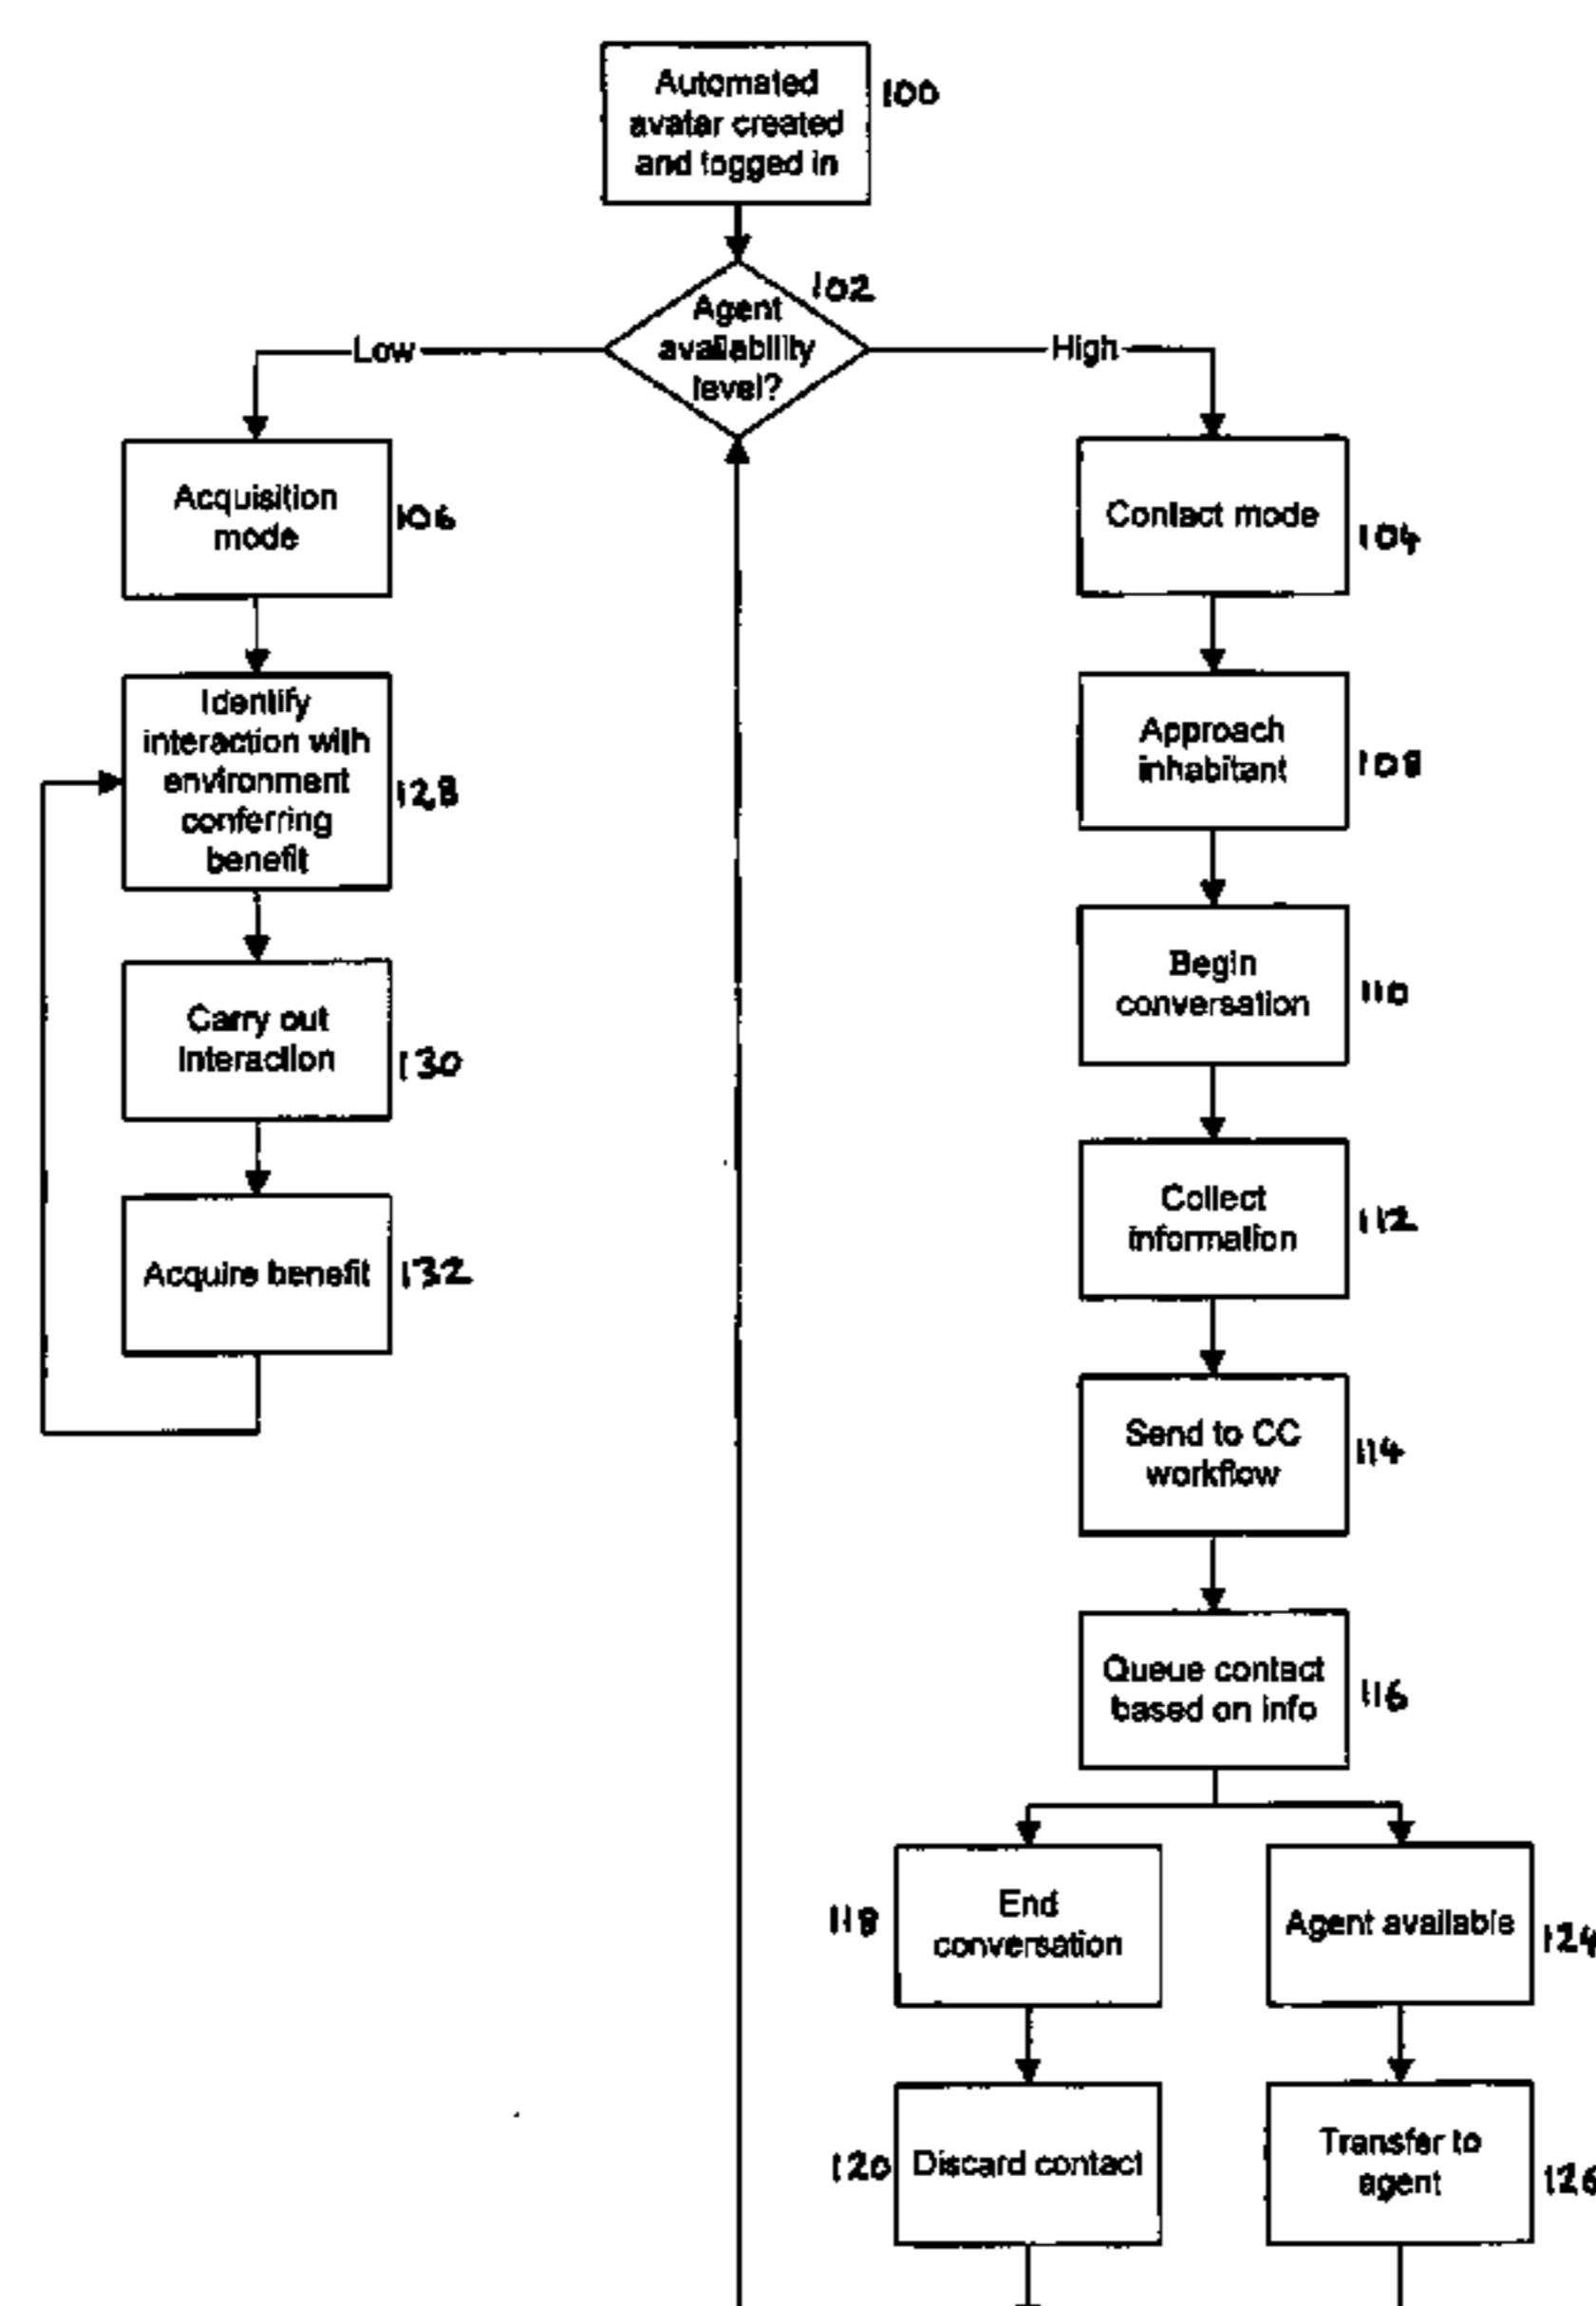 Automated
avatar created
and logged in
100
102
Agent
availability
level?
Low
High
Acquisition
mode
106
Contact mode
104
Identify
interaction with
environment
conferring
benefit
128
Approach
inhabitant
108
Begin
conversation
110
Carry out
interaction
130
Collect
information
112
Acquire benefit
132
Send to CC
workflow
114
Queue contact
based on info
116
End
conversation
118
Agent available
124
Discard contact
120
Transfer to
agent
126